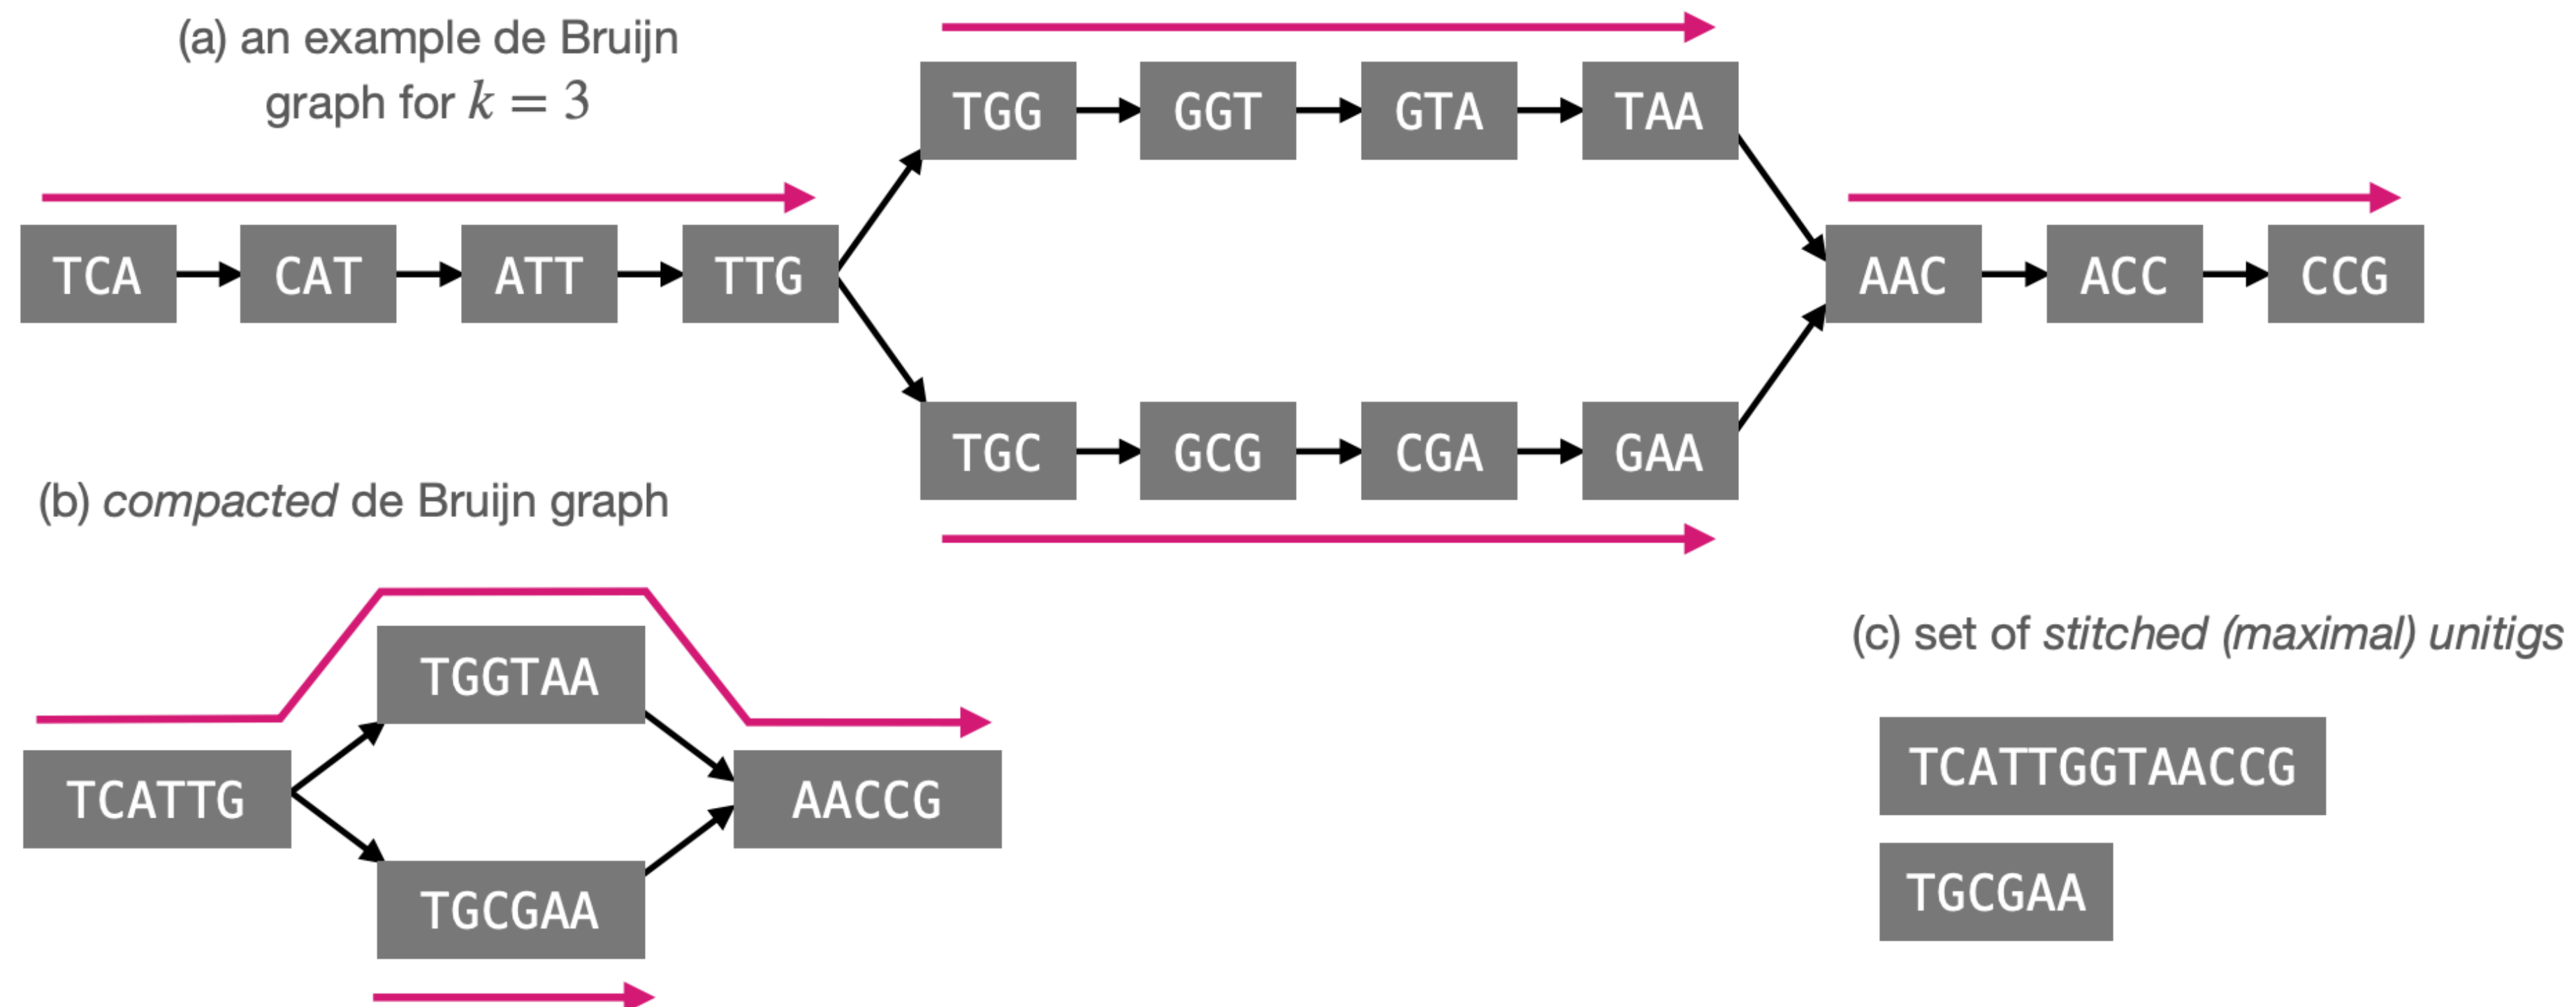 (a) an example de Bruijn
graph for k = 3
TGG GGT GTA TAA
TCA CAT ATT TTG
AAC ACC CCG
TGC GCG CGA GAA
(b) compacted de Bruijn graph
TGGTAA
TCATTG
AACCG
TGCGAA
(c) set of stitched (maximal) unitigs
TCATTGGTAACCG
TGCGAA